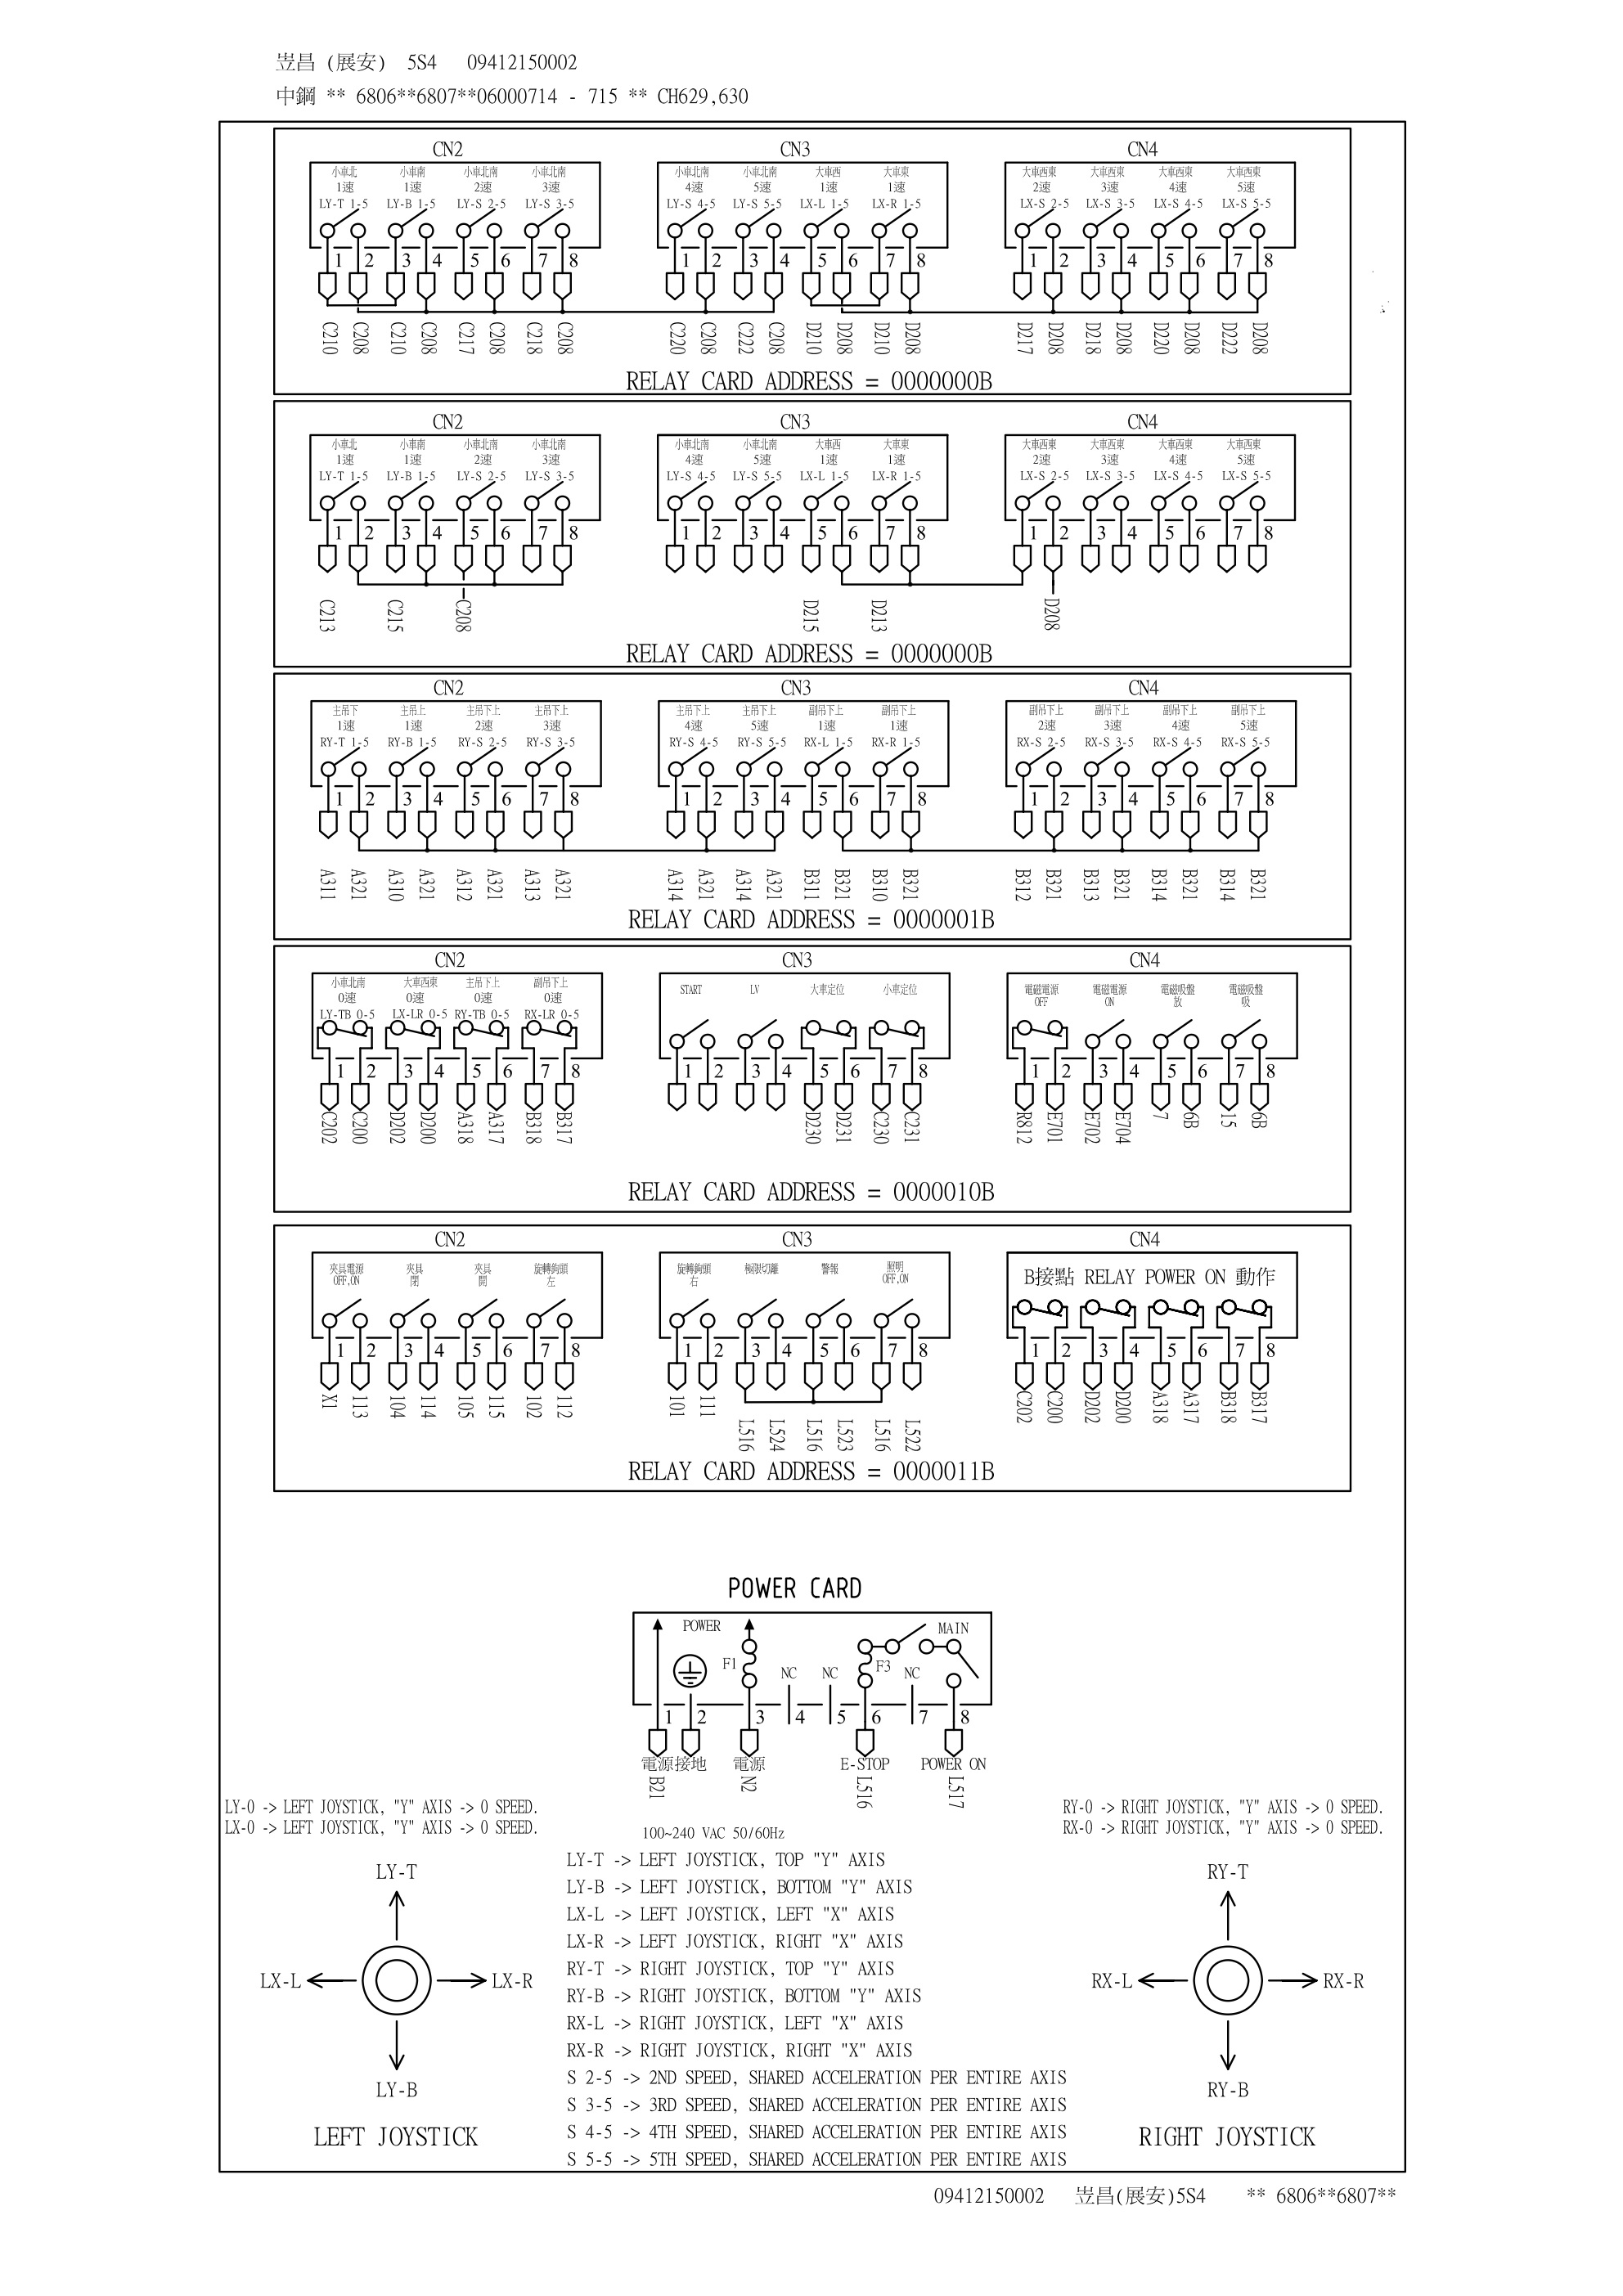 岦昌 (展安) 5S4 09412150002
中鋼 ** 6806**6807**06000714 - 715 ** CH629,630
CN2 CN3 CN4
小車北 小車南 小車北南 小車北南 小車北南 小車北南 大車西 大車東 大車西東 大車西東 大車西東 大車西東
1速 1速 2速 3速 4速 5速 1速 1速 2速 3速 4速 5速
LY-T 1-5 LY-B 1-5 LY-S 2-5 LY-S 3-5 LY-S 4-5 LY-S 5-5 LX-L 1-5 LX-R 1-5 LX-S 2-5 LX-S 3-5 LX-S 4-5 LX-S 5-5
1 2 3 4 5 6 7 8 1 2 3 4 5 6 7 8 1 2 3 4 5 6 7 8
C210 C208 C210 C208 C217 C208 C218 C208 C220 C208 C222 C208 D210 D208 D210 D208 D217 D208 D218 D208 D220 D208 D222 D208
RELAY CARD ADDRESS = 0000000B
CN2 CN3 CN4
小車北 小車南 小車北南 小車北南 小車北南 小車北南 大車西 大車東 大車西東 大車西東 大車西東 大車西東
1速 1速 2速 3速 4速 5速 1速 1速 2速 3速 4速 5速
LY-T 1-5 LY-B 1-5 LY-S 2-5 LY-S 3-5 LY-S 4-5 LY-S 5-5 LX-L 1-5 LX-R 1-5 LX-S 2-5 LX-S 3-5 LX-S 4-5 LX-S 5-5
1 2 3 4 5 6 7 8 1 2 3 4 5 6 7 8 1 2 3 4 5 6 7 8
C213 C215 C208 D215 D213 D208
RELAY CARD ADDRESS = 0000000B
CN2 CN3 CN4
主吊下 主吊上 主吊下上 主吊下上 主吊下上 主吊下上 副吊下上 副吊下上 副吊下上 副吊下上 副吊下上 副吊下上
1速 1速 2速 3速 4速 5速 1速 1速 2速 3速 4速 5速
RY-T 1-5 RY-B 1-5 RY-S 2-5 RY-S 3-5 RY-S 4-5 RY-S 5-5 RX-L 1-5 RX-R 1-5 RX-S 2-5 RX-S 3-5 RX-S 4-5 RX-S 5-5
1 2 3 4 5 6 7 8 1 2 3 4 5 6 7 8 1 2 3 4 5 6 7 8
A311 A321 A310 A321 A312 A321 A313 A321 A314 A321 A314 A321 B311 B321 B310 B321 B312 B321 B313 B321 B314 B321 B314 B321
RELAY CARD ADDRESS = 0000001B
CN2 CN3 CN4
小車北南 大車西東 主吊下上 副吊下上 START LV 大車定位 小車定位 電磁電源 電磁電源 電磁吸盤 電磁吸盤
0速 0速 0速 0速 OFF ON 放 吸
LY-TB 0-5 LX-LR 0-5 RY-TB 0-5 RX-LR 0-5
1 2 3 4 5 6 7 8 1 2 3 4 5 6 7 8 1 2 3 4 5 6 7 8
C202 C200 D202 D200 A318 A317 B318 B317 D230 D231 C230 C231 R812 E701 E702 E704 7 6B 15 6B
RELAY CARD ADDRESS = 0000010B
CN2 CN3 CN4
夾具電源 夾具 夾具 旋轉鉤頭 旋轉鉤頭 極限切離 警報 照明
OFF,ON 閉 開 左 右 OFF,ON
B接點 RELAY POWER ON 動作
1 2 3 4 5 6 7 8 1 2 3 4 5 6 7 8 1 2 3 4 5 6 7 8
X1 113 104 114 105 115 102 112 101 111 L516 L524 L516 L523 L516 L522 C202 C200 D202 D200 A318 A317 B318 B317
RELAY CARD ADDRESS = 0000011B
POWER CARD
POWER MAIN
F1 NC NC F3 NC
1 2 3 4 5 6 7 8
電源 接地 電源 E-STOP POWER ON
B21 N2 L516 L517
LY-0 -> LEFT JOYSTICK, "Y" AXIS -> 0 SPEED.
LX-0 -> LEFT JOYSTICK, "Y" AXIS -> 0 SPEED.
RY-0 -> RIGHT JOYSTICK, "Y" AXIS -> 0 SPEED.
RX-0 -> RIGHT JOYSTICK, "Y" AXIS -> 0 SPEED.
100~240 VAC 50/60Hz
LY-T -> LEFT JOYSTICK, TOP "Y" AXIS
LY-B -> LEFT JOYSTICK, BOTTOM "Y" AXIS
LX-L -> LEFT JOYSTICK, LEFT "X" AXIS
LX-R -> LEFT JOYSTICK, RIGHT "X" AXIS
RY-T -> RIGHT JOYSTICK, TOP "Y" AXIS
RY-B -> RIGHT JOYSTICK, BOTTOM "Y" AXIS
RX-L -> RIGHT JOYSTICK, LEFT "X" AXIS
RX-R -> RIGHT JOYSTICK, RIGHT "X" AXIS
S 2-5 -> 2ND SPEED, SHARED ACCELERATION PER ENTIRE AXIS
S 3-5 -> 3RD SPEED, SHARED ACCELERATION PER ENTIRE AXIS
S 4-5 -> 4TH SPEED, SHARED ACCELERATION PER ENTIRE AXIS
S 5-5 -> 5TH SPEED, SHARED ACCELERATION PER ENTIRE AXIS
LY-T
LX-L LX-R
LY-B
LEFT JOYSTICK
RY-T
RX-L RX-R
RY-B
RIGHT JOYSTICK
09412150002 岦昌(展安)5S4 ** 6806**6807**